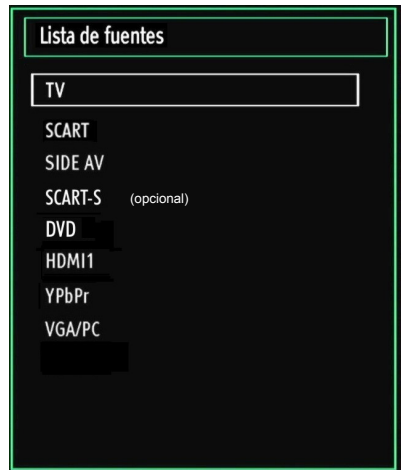 Lista de fuentes
TV
SCART
SIDE AV
SCART-S (opcional)
DVD
HDMI1
YPbPr
VGA/PC